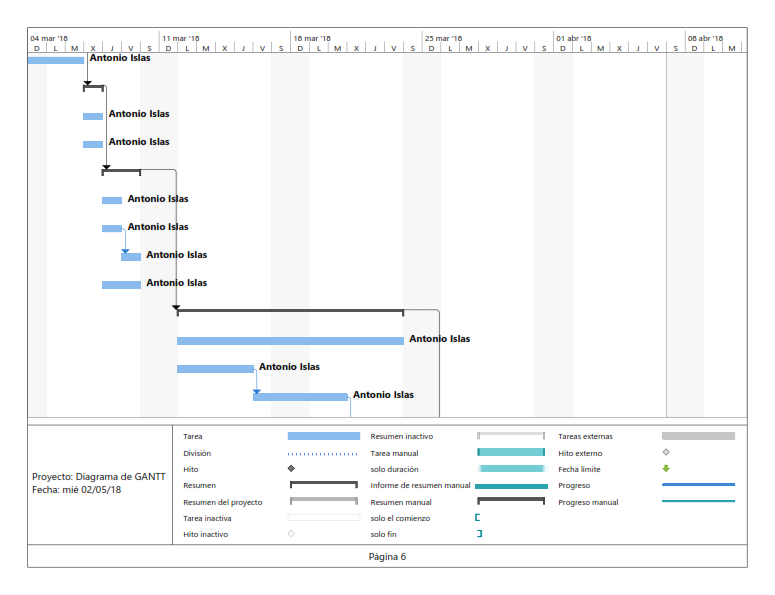 04 mar '18 11 mar '18 18 mar '18 25 mar '18 01 abr '18 08 abr '18
D L M X J V S D L M X J V S D L M X J V S D L M X J V S D L M X J V S D L M
Antonio Islas
Antonio Islas
Antonio Islas
Antonio Islas
Antonio Islas
Antonio Islas
Antonio Islas
Antonio Islas
Antonio Islas
Antonio Islas
Proyecto: Diagrama de GANTT
Fecha: mié 02/05/18
Tarea
División
Hito
Resumen
Resumen del proyecto
Tarea inactiva
Hito inactivo
Resumen inactivo
Tarea manual
solo duración
Informe de resumen manual
Resumen manual
solo el comienzo
solo fin
Tareas externas
Hito externo
Fecha límite
Progreso
Progreso manual
Página 6